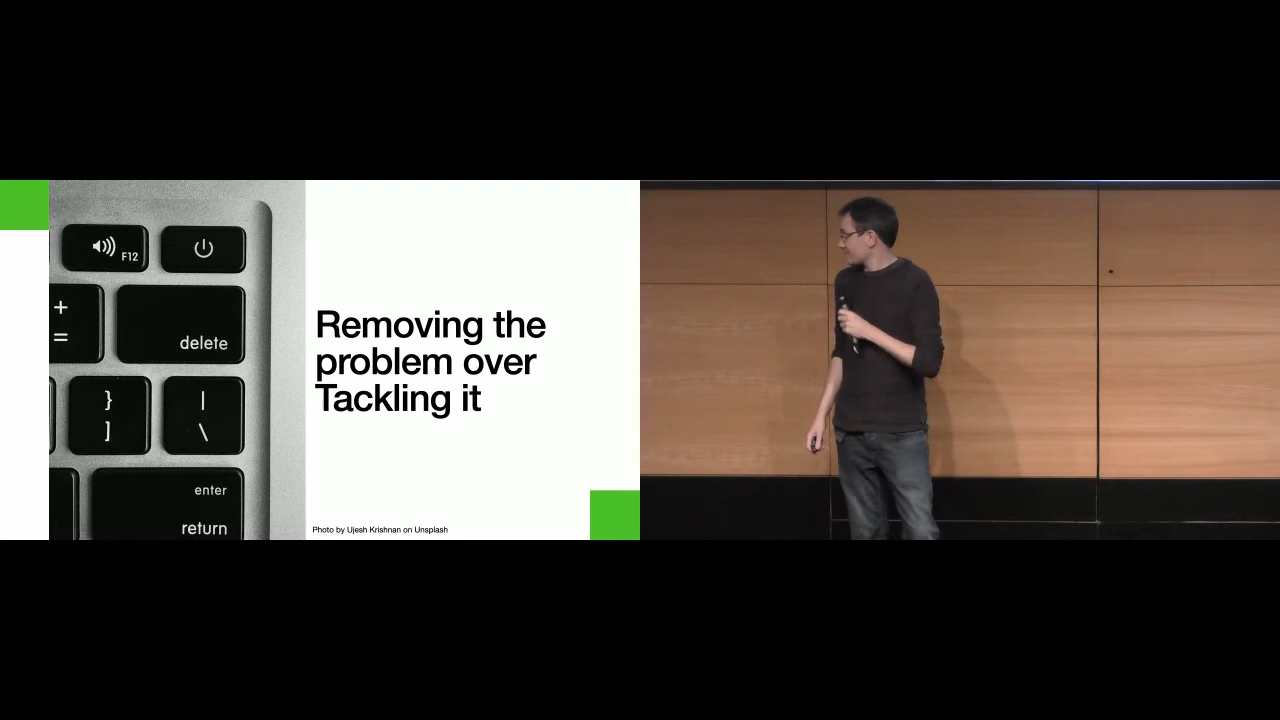 F12
+
=
delete
}
]
|
\
enter
return
Removing the
problem over
Tackling it
Photo by Ujesh Krishnan on Unsplash